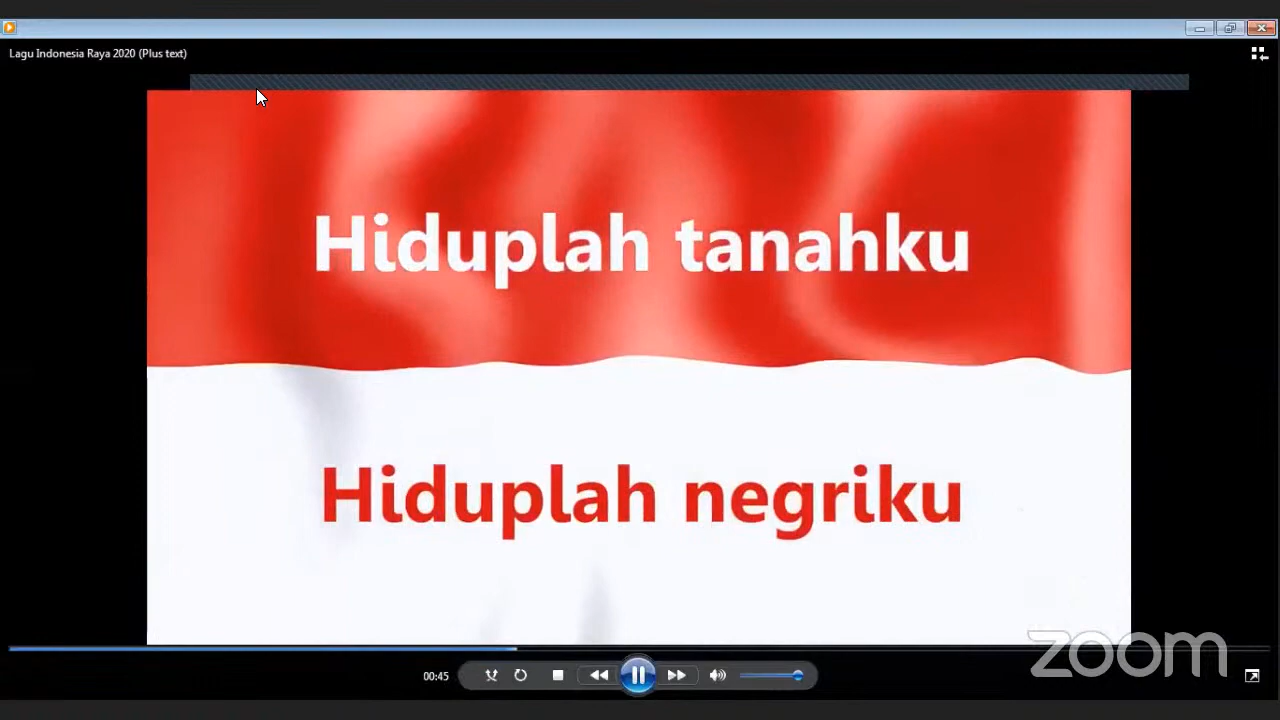 Lagu Indonesia Raya 2020 (Plus text)
Hiduplah tanahku
Hiduplah negriku
zoom
00:45